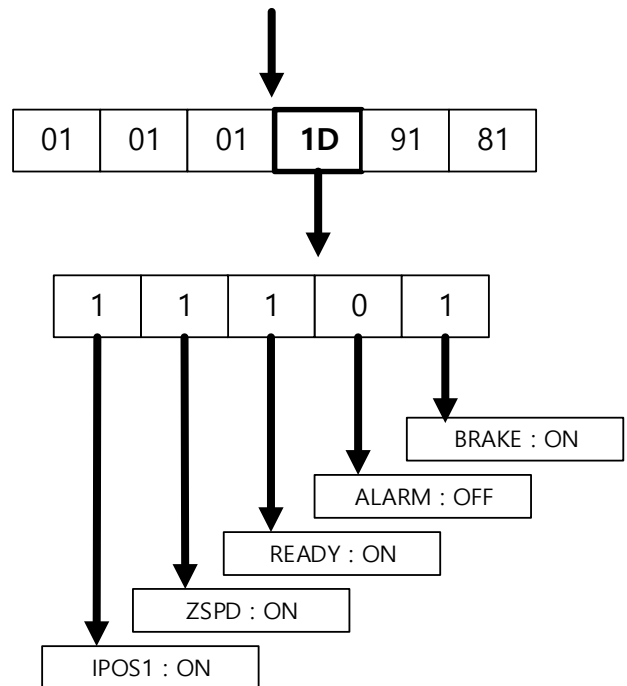 01 01 01 1D 91 81
1 1 1 0 1
BRAKE : ON
ALARM : OFF
READY : ON
ZSPD : ON
IPOS1 : ON